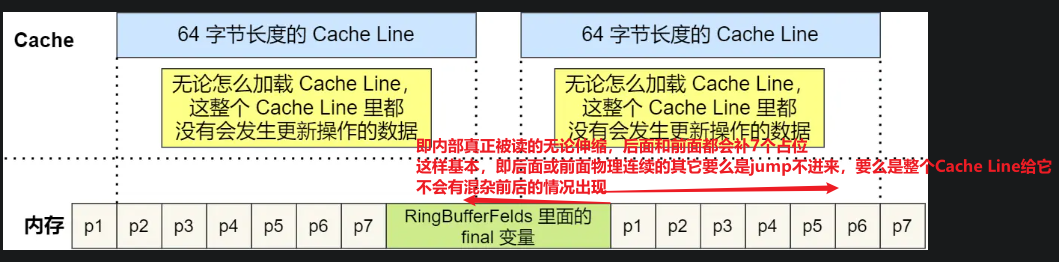 Cache
64 字节长度的 Cache Line
64 字节长度的 Cache Line
无论怎么加载 Cache Line,
这整个 Cache Line 里都
没有会发生更新操作的数据
无论怎么加载 Cache Line,
这整个 Cache Line 里都
没有会发生更新操作的数据
即内部真正被读的无论伸缩，后面和前面都会补7个占位
这样基本，即后面或前面物理连续的其它要么是jump不进来，要么是整个Cache Line给它
不会有混杂前后的情况出现
内存
p1 p2 p3 p4 p5 p6 p7
RingBufferFelds 里面的
final 变量
p1 p2 p3 p4 p5 p6 p7